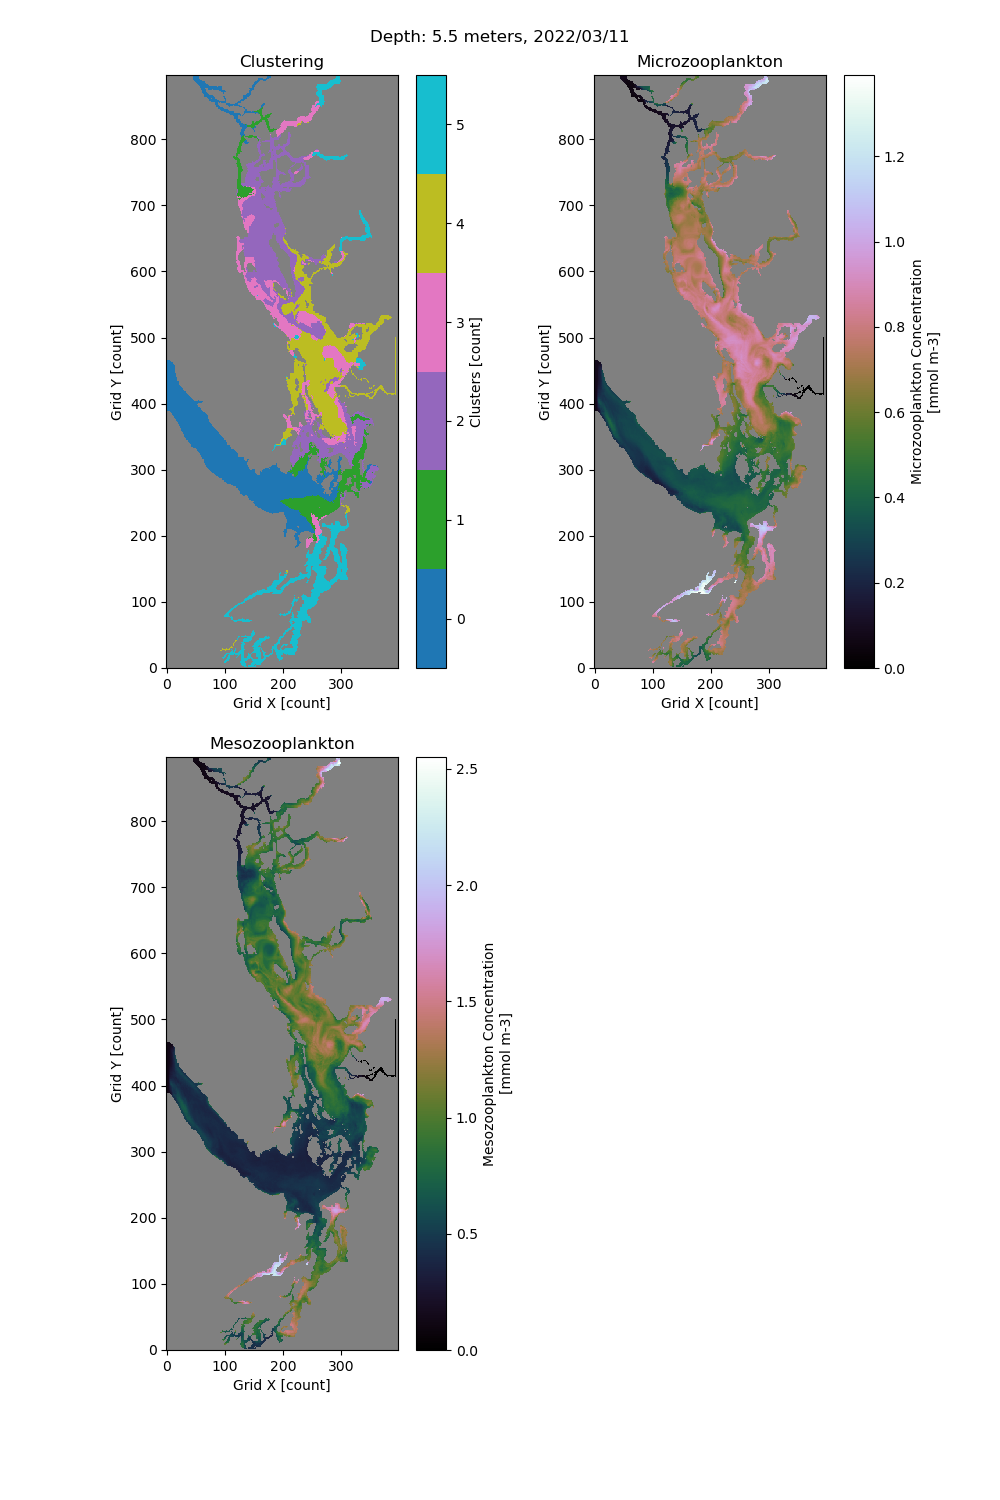 Depth: 5.5 meters, 2022/03/11
Clustering
Microzooplankton
800
700
600
500
400
300
200
100
0
0 100 200 300
Grid X [count]
Grid Y [count]
5
4
3
2
1
0
Clusters [count]
800
700
600
500
400
300
200
100
0
0 100 200 300
Grid X [count]
Grid Y [count]
1.2
1.0
0.8
0.6
0.4
0.2
0.0
Microzooplankton Concentration
[mmol m-3]
Mesozooplankton
800
700
600
500
400
300
200
100
0
0 100 200 300
Grid X [count]
Grid Y [count]
2.5
2.0
1.5
1.0
0.5
0.0
Mesozooplankton Concentration
[mmol m-3]